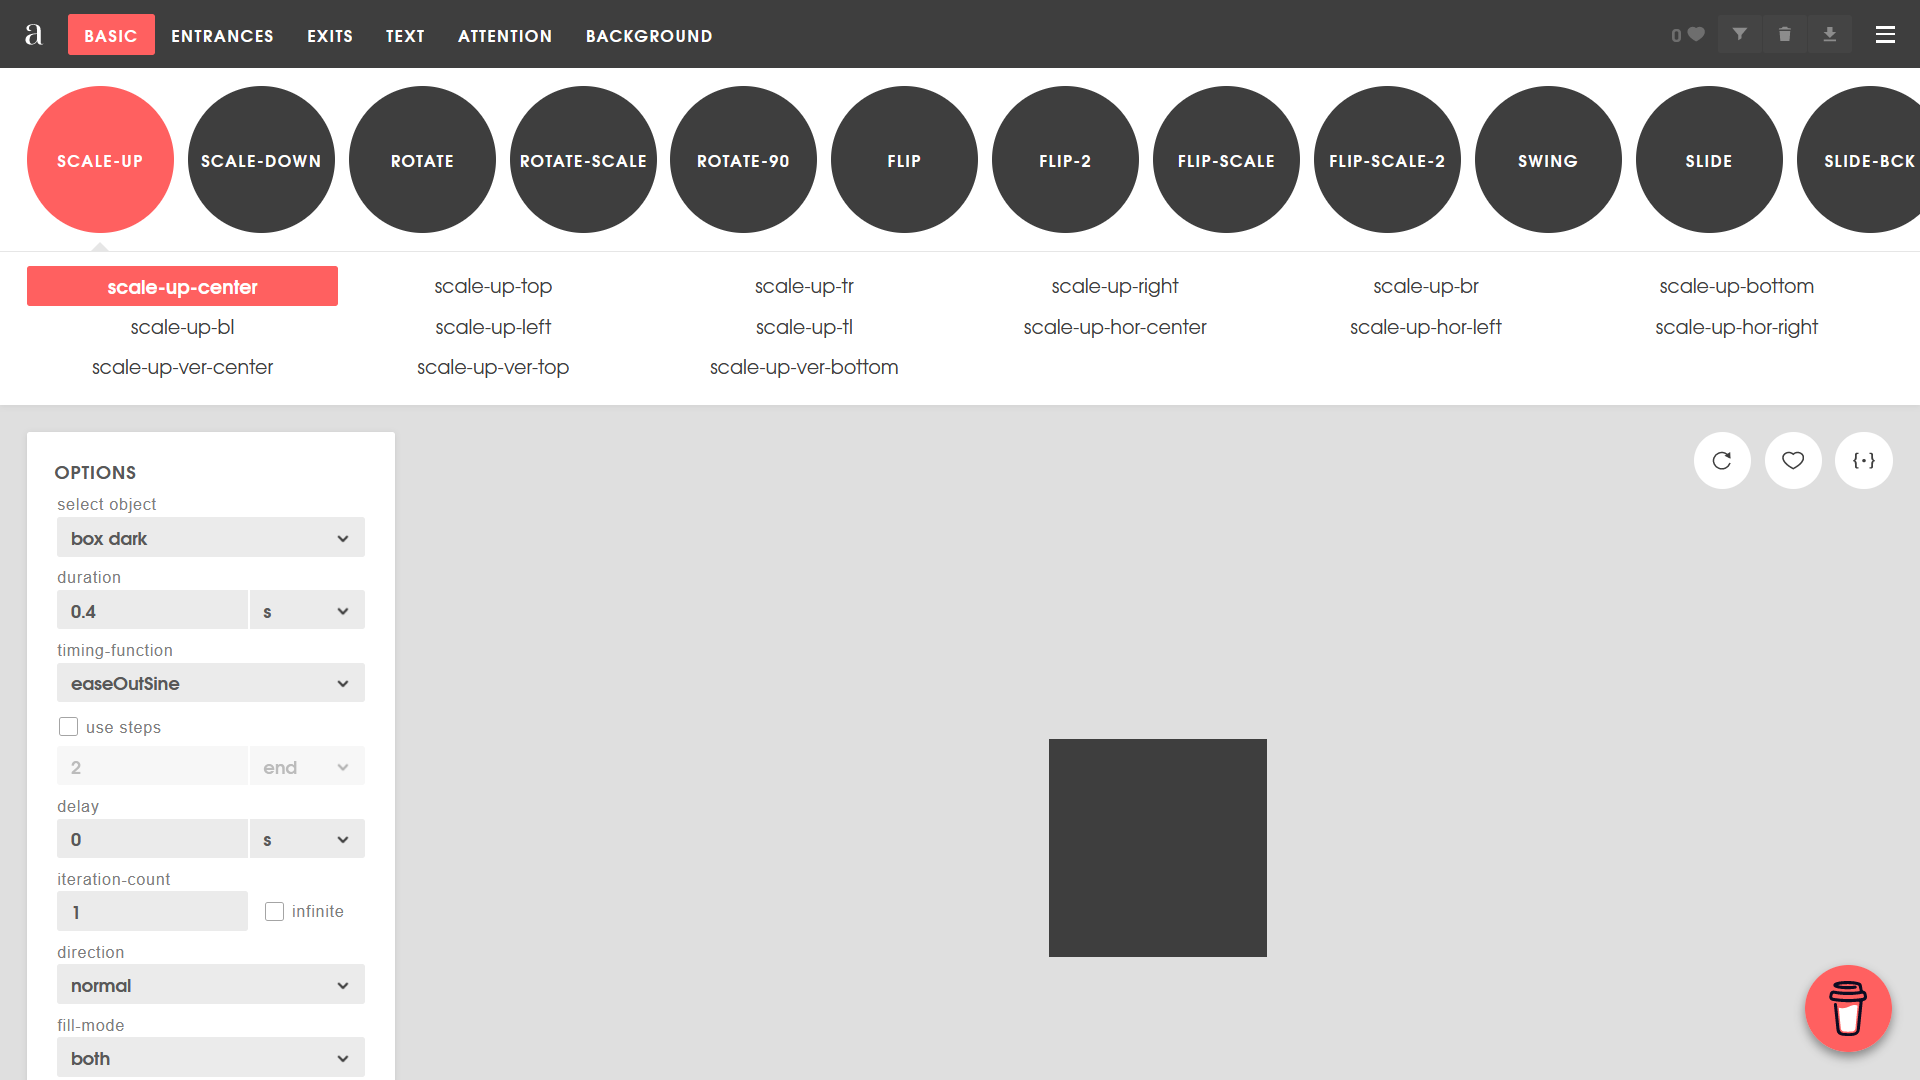 a BASIC ENTRANCES EXITS TEXT ATTENTION BACKGROUND 0
SCALE-UP SCALE-DOWN ROTATE ROTATE-SCALE ROTATE-90 FLIP FLIP-2 FLIP-SCALE FLIP-SCALE-2 SWING SLIDE SLIDE-BCK
scale-up-center scale-up-top scale-up-tr scale-up-right scale-up-br scale-up-bottom
scale-up-bl scale-up-left scale-up-tl scale-up-hor-center scale-up-hor-left scale-up-hor-right
scale-up-ver-center scale-up-ver-top scale-up-ver-bottom
OPTIONS
select object
box dark
duration
0.4 s
timing-function
easeOutSine
use steps
2 end
delay
0 s
iteration-count
1 infinite
direction
normal
fill-mode
both